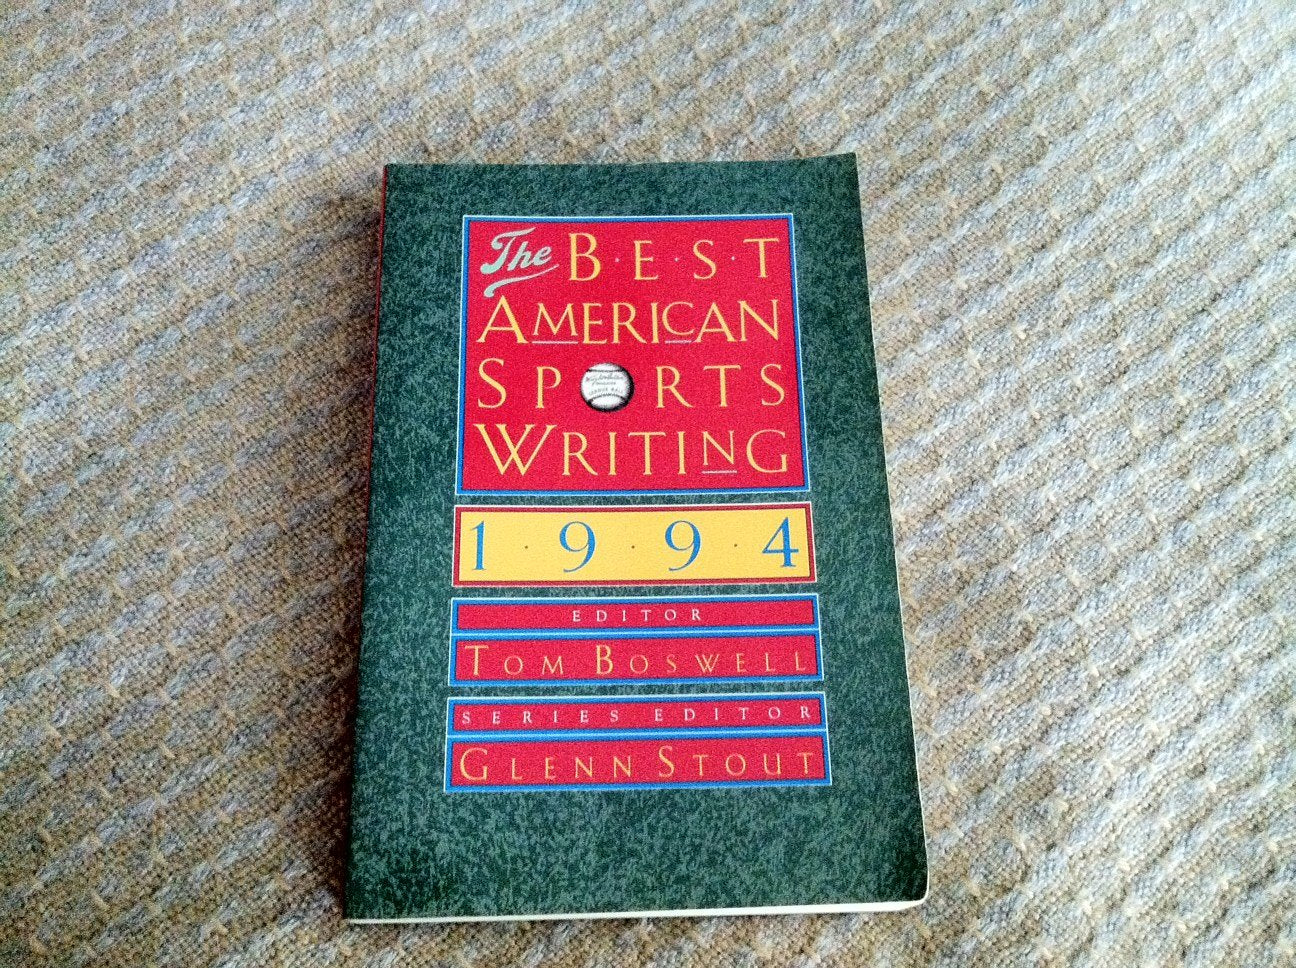 The BEST
AMERICAN
SPORTS
WRITING
1994
EDITOR
TOM BOSWELL
SERIES EDITOR
GLENN STOUT